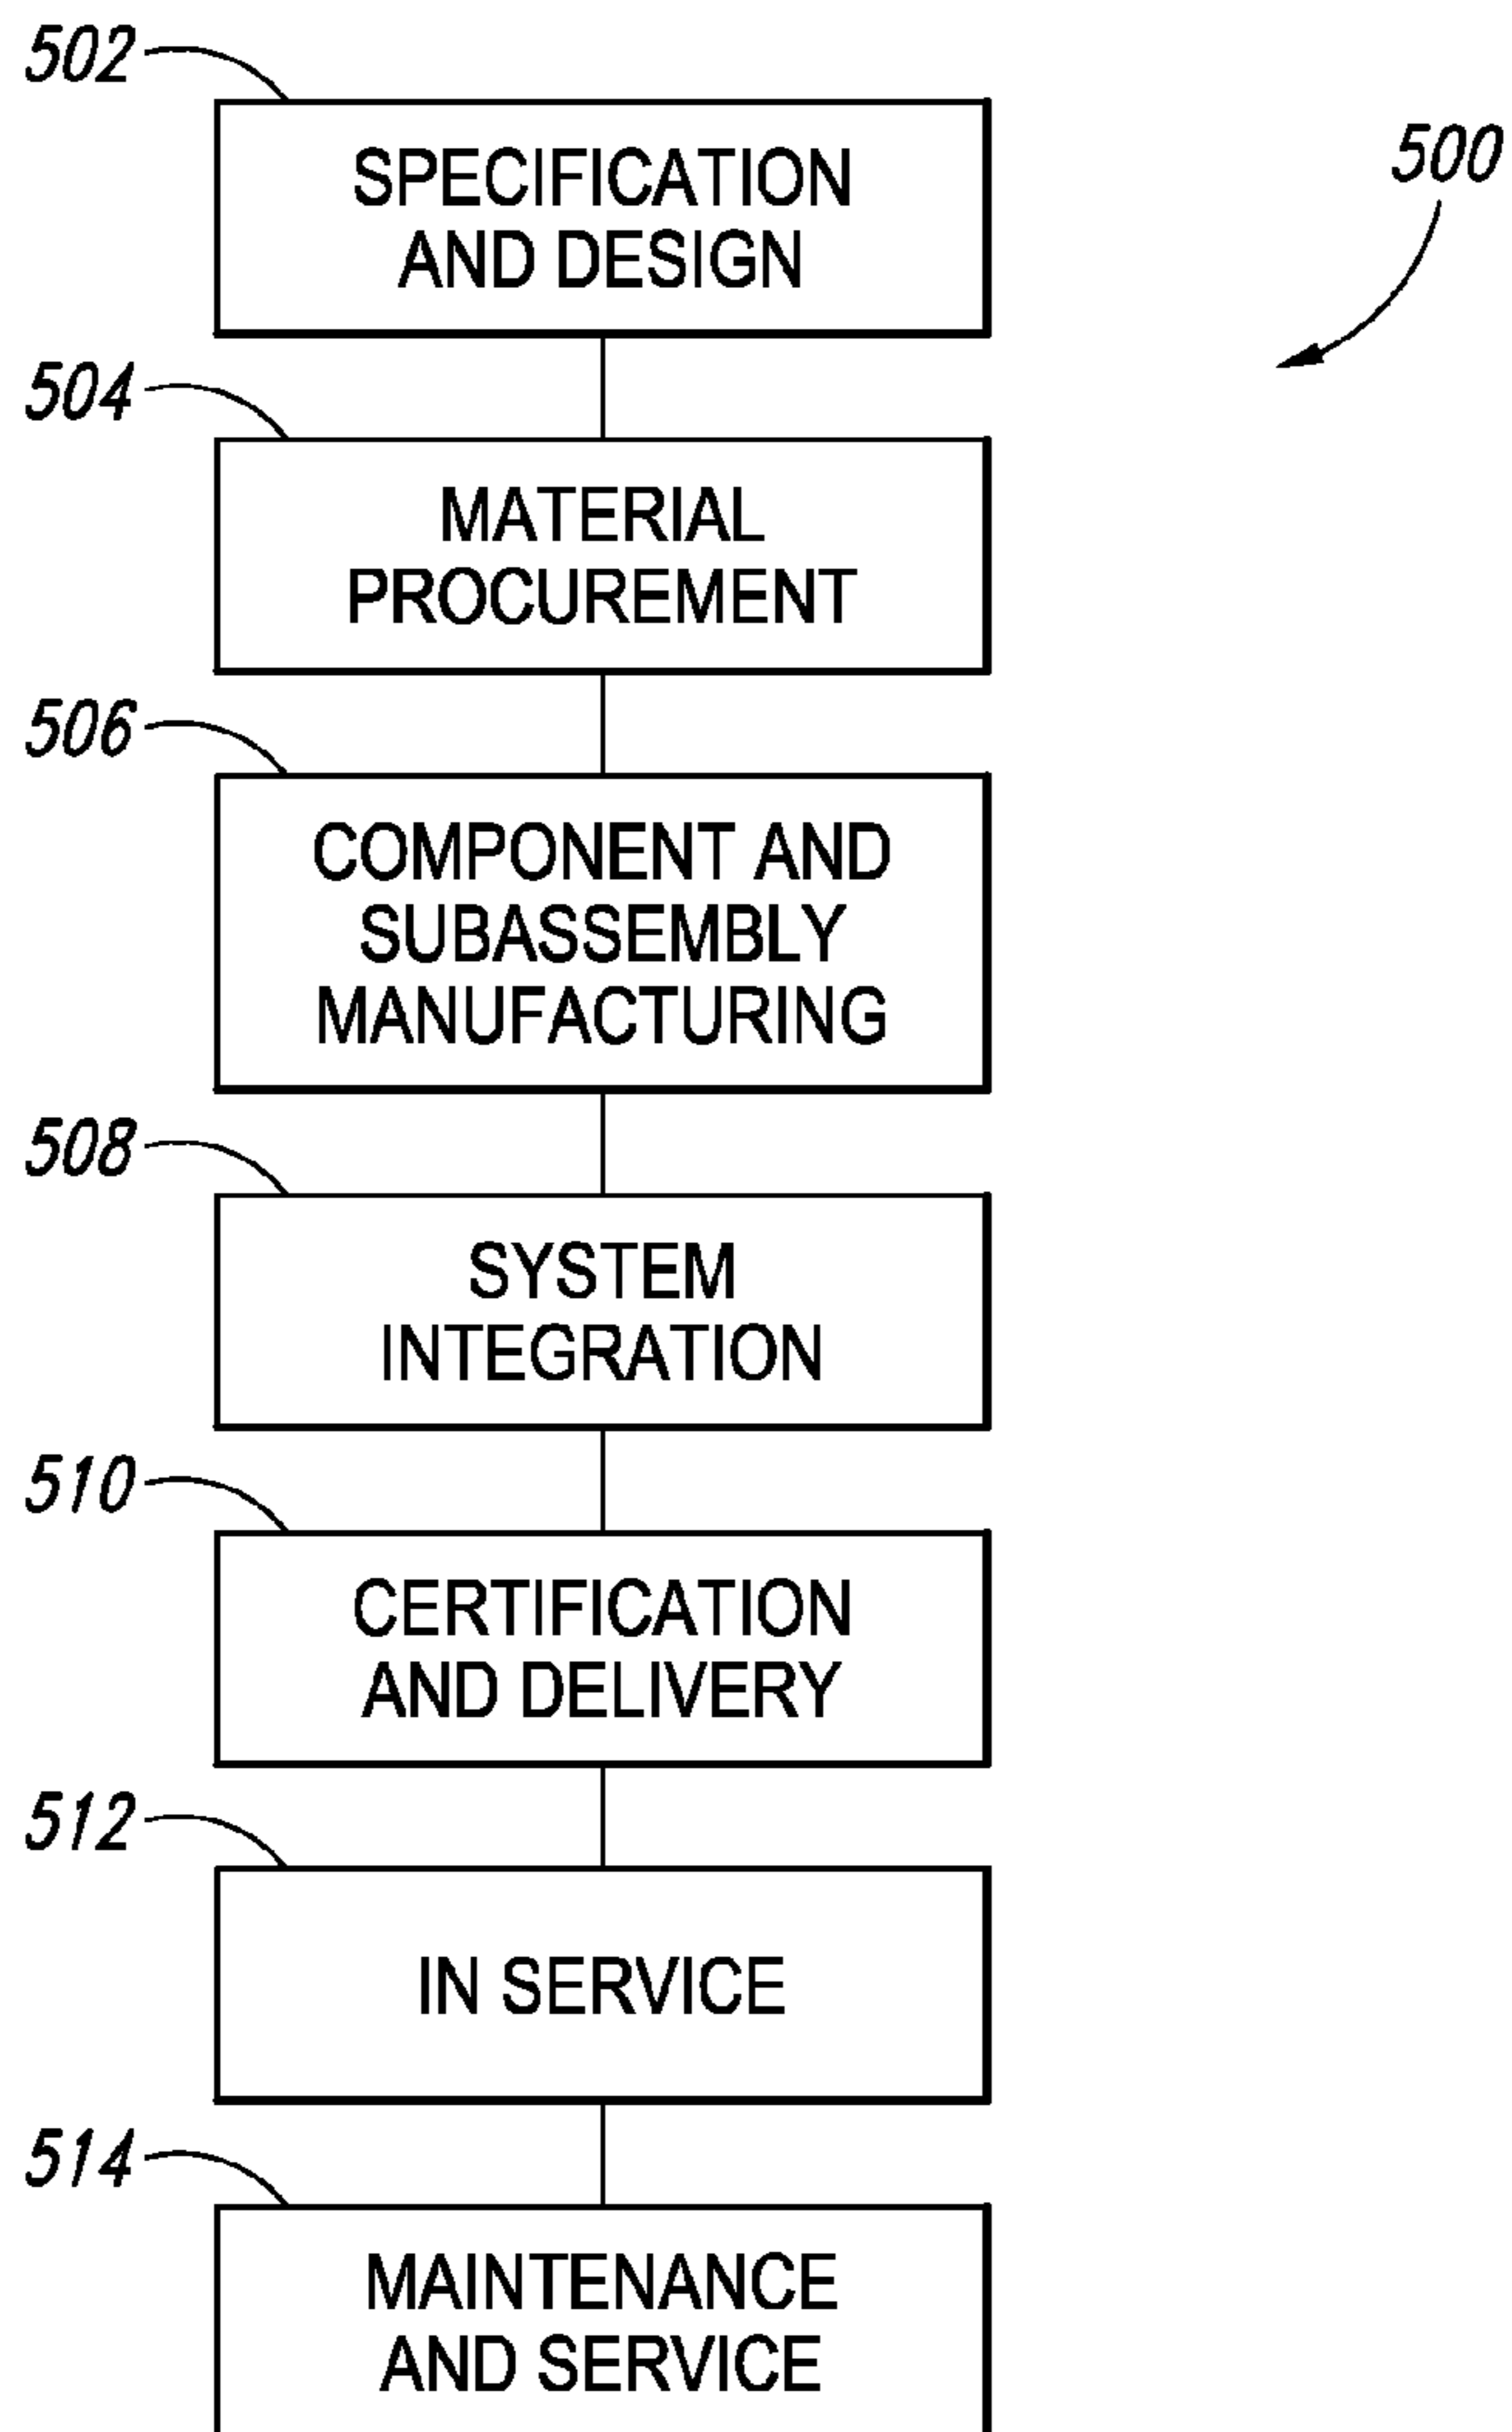 502
SPECIFICATION
AND DESIGN
500
504
MATERIAL
PROCUREMENT
506
COMPONENT AND
SUBASSEMBLY
MANUFACTURING
508
SYSTEM
INTEGRATION
510
CERTIFICATION
AND DELIVERY
512
IN SERVICE
514
MAINTENANCE
AND SERVICE